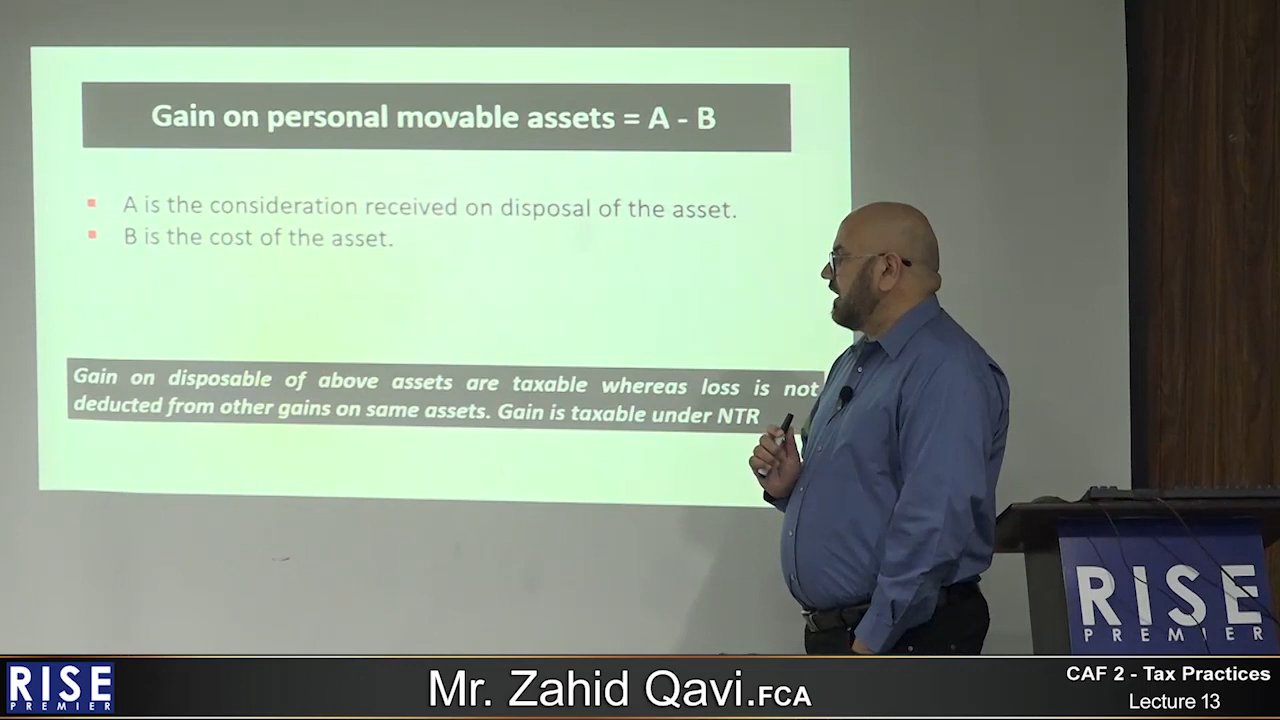 Gain on personal movable assets = A - B
▪ A is the consideration received on disposal of the asset.
▪ B is the cost of the asset.
Gain on disposable of above assets are taxable whereas loss is not
deducted from other gains on same assets. Gain is taxable under NTR
RISE
PREMIER
RISE
PREMIER
Mr. Zahid Qavi.FCA
CAF 2 - Tax Practices
Lecture 13